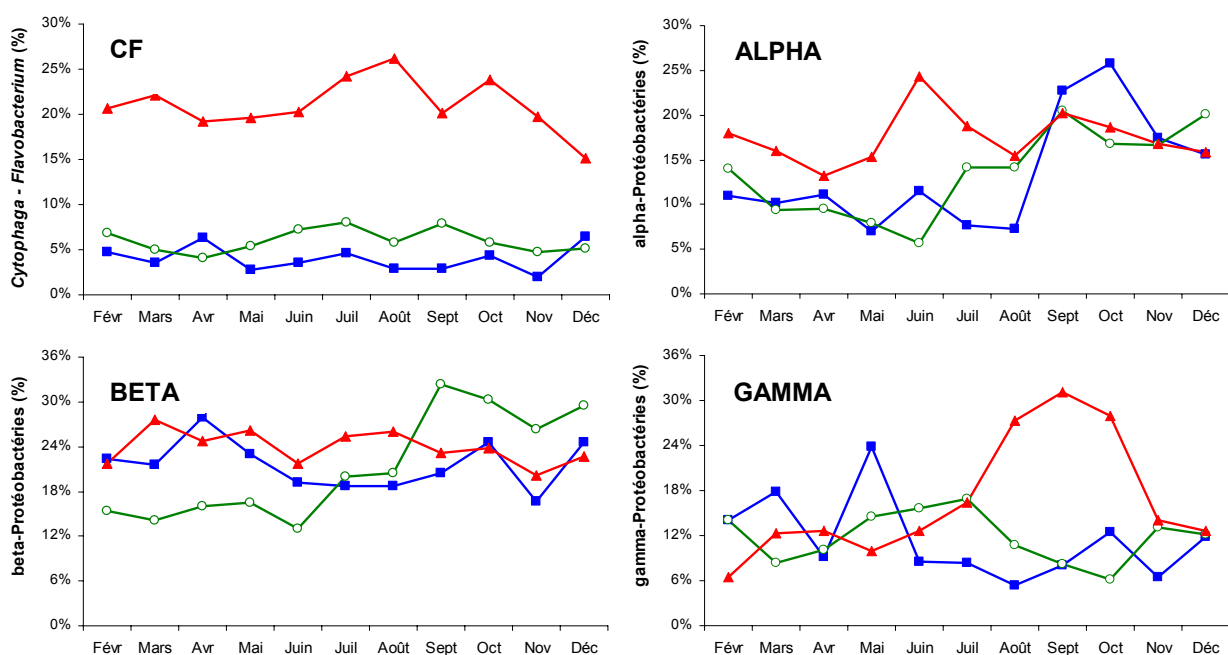 CF
Cytophaga - Flavobacterium (%)
30%
25%
20%
15%
10%
5%
0%
Févr Mars Avr Mai Juin Juil Août Sept Oct Nov Déc
ALPHA
alpha-Protéobactéries (%)
30%
25%
20%
15%
10%
5%
0%
Févr Mars Avr Mai Juin Juil Août Sept Oct Nov Déc
BETA
beta-Protéobactéries (%)
36%
30%
24%
18%
12%
6%
0%
Févr Mars Avr Mai Juin Juil Août Sept Oct Nov Déc
GAMMA
gamma-Protéobactéries (%)
36%
30%
24%
18%
12%
6%
0%
Févr Mars Avr Mai Juin Juil Août Sept Oct Nov Déc